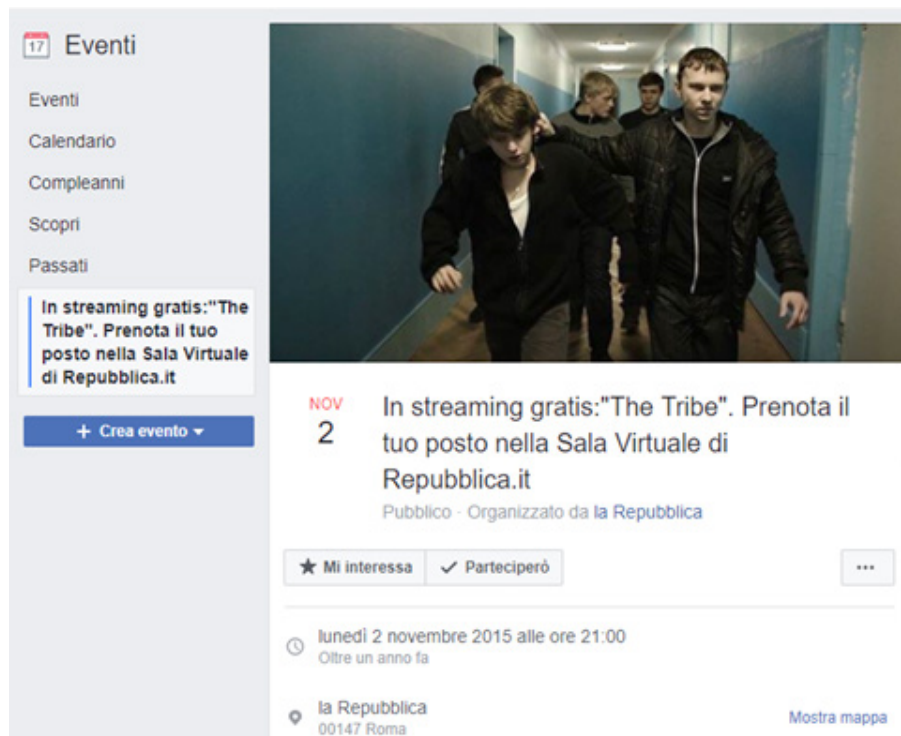 17 Eventi
Eventi
Calendario
Compleanni
Scopri
Passati
In streaming gratis:"The
Tribe". Prenota il tuo
posto nella Sala Virtuale
di Repubblica.it
+ Crea evento
NOV
2
In streaming gratis:"The Tribe". Prenota il
tuo posto nella Sala Virtuale di
Repubblica.it
Pubblico · Organizzato da la Repubblica
Mi interessa
Parteciperò
...
lunedì 2 novembre 2015 alle ore 21:00
Oltre un anno fa
la Repubblica
00147 Roma
Mostra mappa